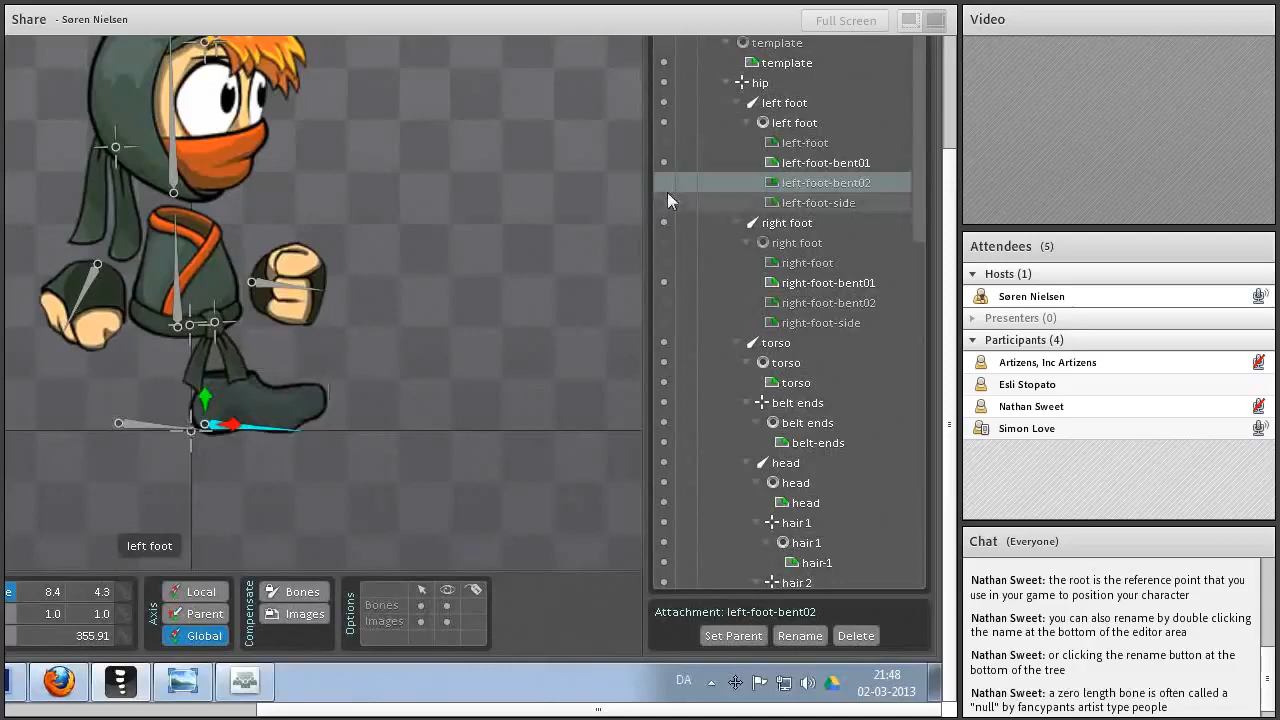 Share - Søren Nielsen
Full Screen
template
template
hip
left foot
left foot
left-foot
left-foot-bent01
left-foot-bent02
left-foot-side
right foot
right foot
right-foot
right-foot-bent01
right-foot-bent02
right-foot-side
torso
torso
torso
belt ends
belt ends
belt-ends
head
head
head
hair1
hair1
hair-1
hair2
left foot
8.4 4.3
1.0 1.0
355.91
Axis
Local
Parent
Global
Compensate
Bones
Images
Options
Bones
Images
Attachment: left-foot-bent02
Set Parent Rename Delete
DA
21:48
02-03-2013
Video
Attendees (5)
Hosts (1)
Søren Nielsen
Presenters (0)
Participants (4)
Artizens, Inc Artizens
Esli Stopato
Nathan Sweet
Simon Love
Chat (Everyone)
Nathan Sweet: the root is the reference point that you
use in your game to position your character
Nathan Sweet: you can also rename by double clicking
the name at the bottom of the editor area
Nathan Sweet: or clicking the rename button at the
bottom of the tree
Nathan Sweet: a zero length bone is often called a
"null" by fancypants artist type people